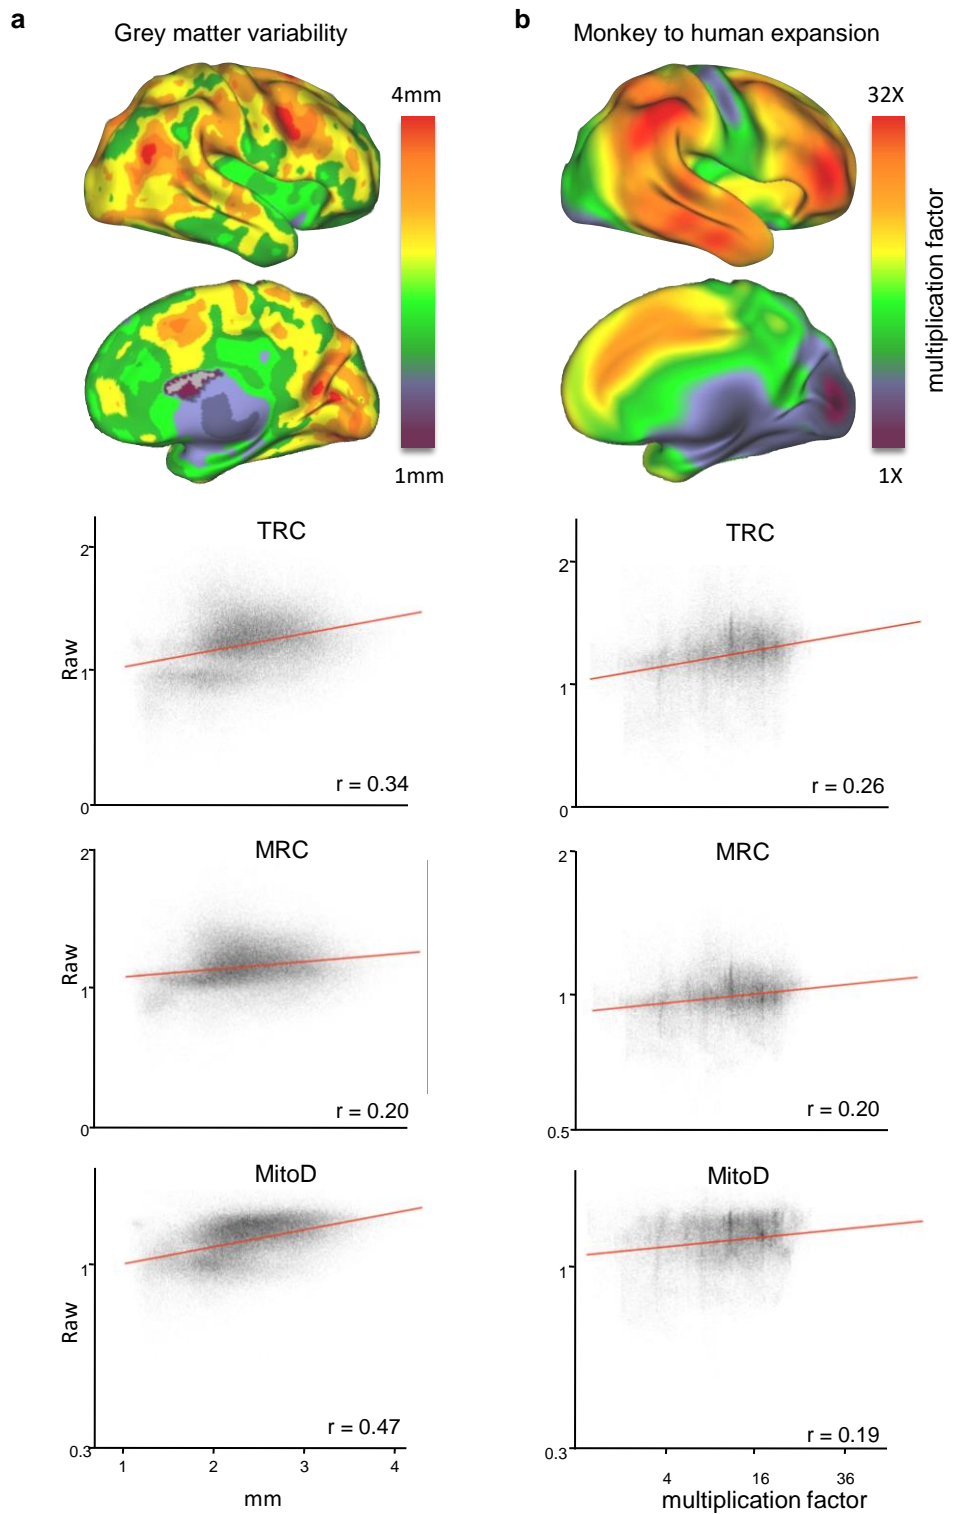 a
Grey matter variability
4mm
1mm
b
Monkey to human expansion
32X
multiplication factor
1X
TRC
2
Raw
1
r = 0.34
0
TRC
2
1
r = 0.26
0
MRC
2
Raw
1
r = 0.20
0
MRC
2
1
r = 0.20
0.5
MitoD
1
Raw
r = 0.47
0.3
1 2 3 4
mm
MitoD
1
r = 0.19
0.3
4 16 36
multiplication factor